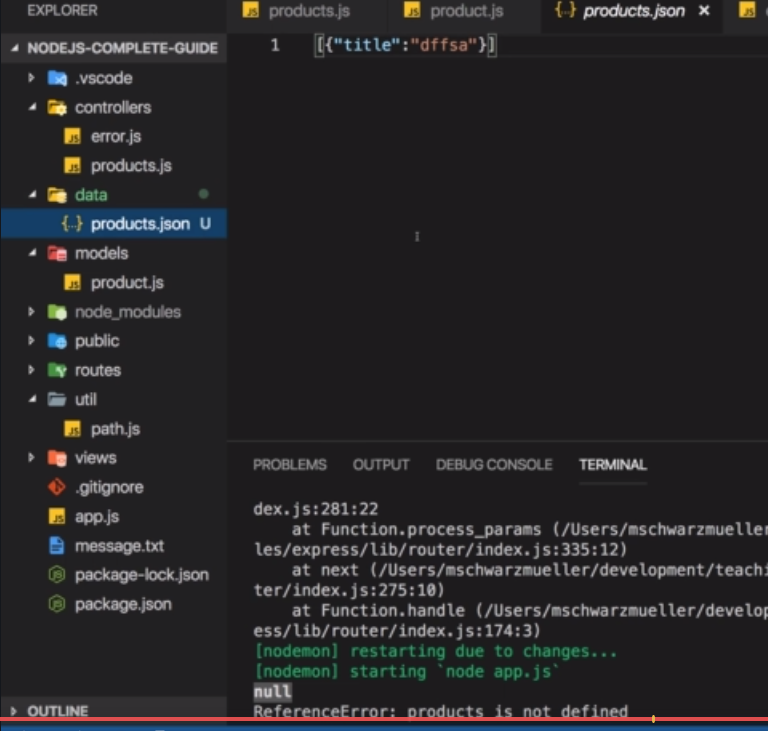 EXPLORER
products.js
product.js
products.json
NODEJS-COMPLETE-GUIDE
1 [{"title":"dffsa"}]
.vscode
controllers
error.js
products.js
data
products.json U
models
product.js
node_modules
public
routes
util
path.js
views
.gitignore
app.js
message.txt
package-lock.json
package.json
OUTLINE
PROBLEMS OUTPUT DEBUG CONSOLE TERMINAL
dex.js:281:22
at Function.process_params (/Users/mschwarzmueller
les/express/lib/router/index.js:335:12)
at next (/Users/mschwarzmueller/development/teachi
ter/index.js:275:10)
at Function.handle (/Users/mschwarzmueller/develop
ess/lib/router/index.js:174:3)
[nodemon] restarting due to changes...
[nodemon] starting `node app.js`
null
ReferenceError: products is not defined